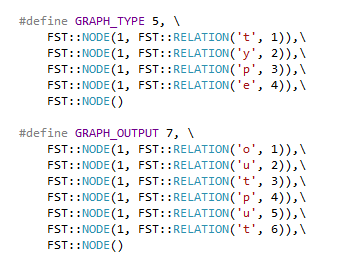 #define GRAPH_TYPE 5, \
    FST::NODE(1, FST::RELATION('t', 1)),\
    FST::NODE(1, FST::RELATION('y', 2)),\
    FST::NODE(1, FST::RELATION('p', 3)),\
    FST::NODE(1, FST::RELATION('e', 4)),\
    FST::NODE()
#define GRAPH_OUTPUT 7, \
    FST::NODE(1, FST::RELATION('o', 1)),\
    FST::NODE(1, FST::RELATION('u', 2)),\
    FST::NODE(1, FST::RELATION('t', 3)),\
    FST::NODE(1, FST::RELATION('p', 4)),\
    FST::NODE(1, FST::RELATION('u', 5)),\
    FST::NODE(1, FST::RELATION('t', 6)),\
    FST::NODE()